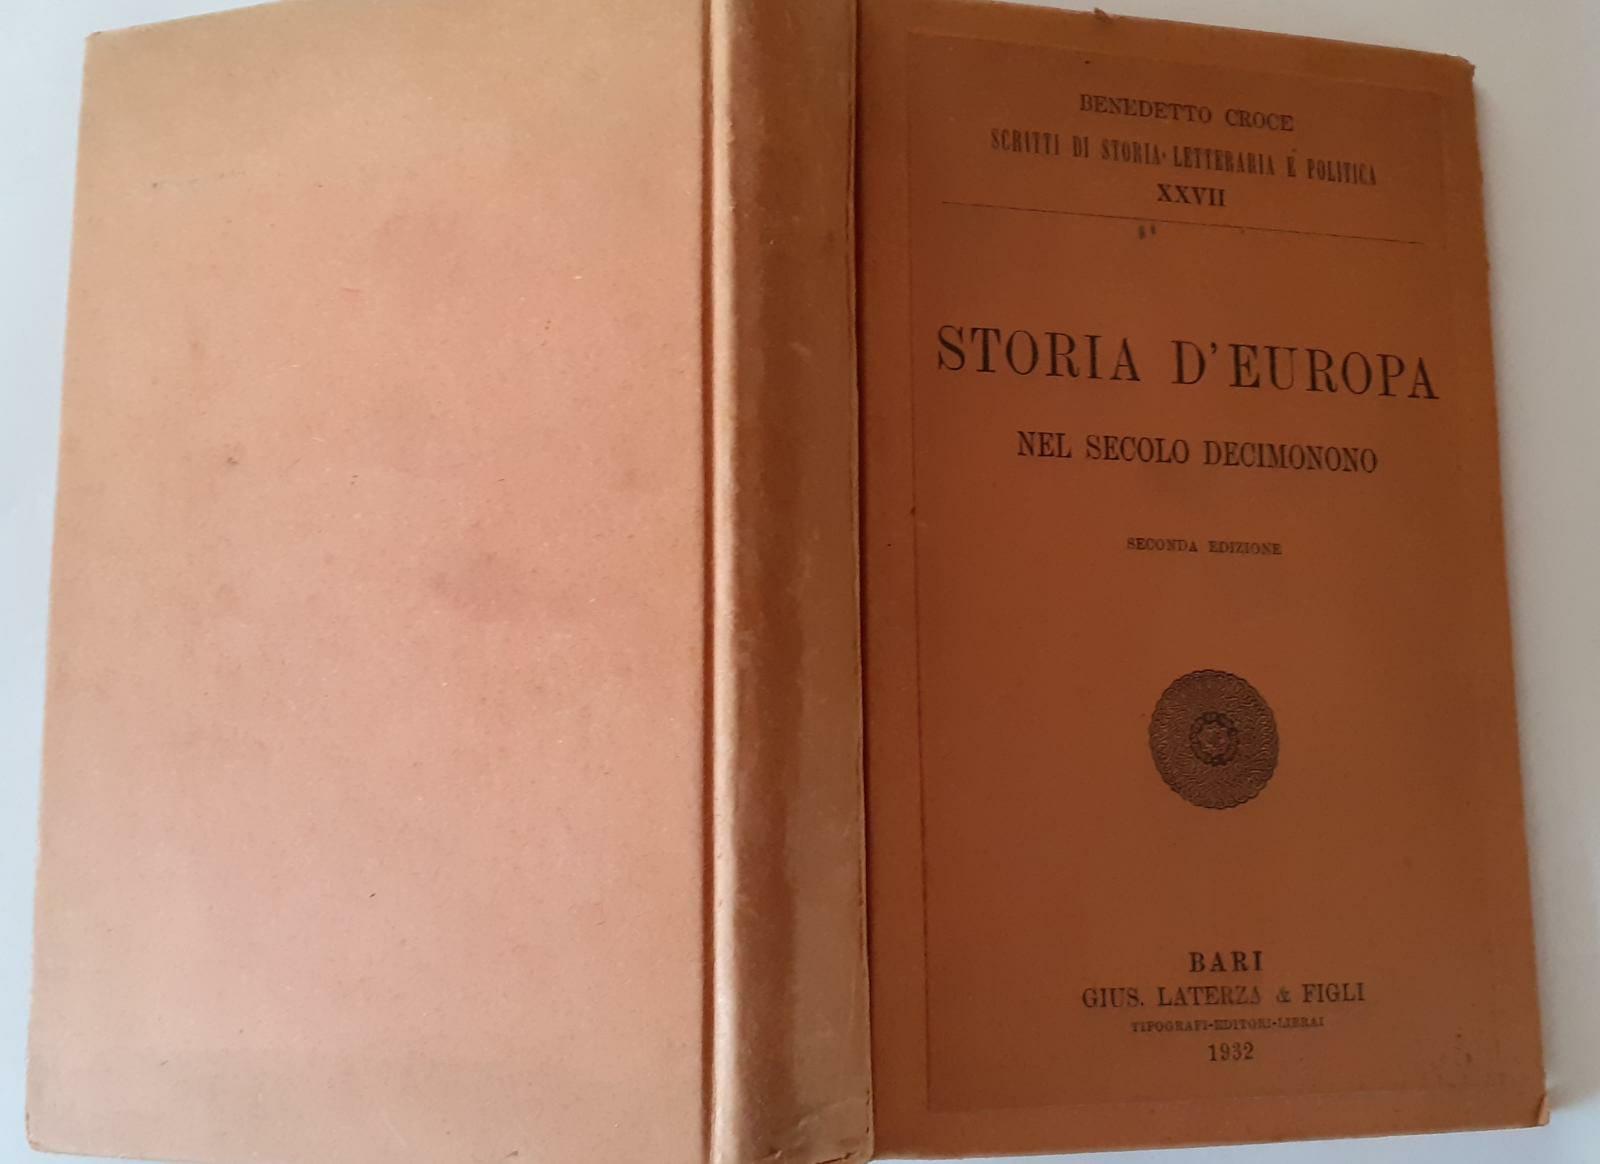 BENEDETTO CROCE
SCRITTI DI STORIA LETTERARIA E POLITICA
XXVII
STORIA D'EUROPA
NEL SECOLO DECIMONONO
SECONDA EDIZIONE
BARI
GIUS. LATERZA & FIGLI
TIPOGRAFI-EDITORI-LIBRAI
1932